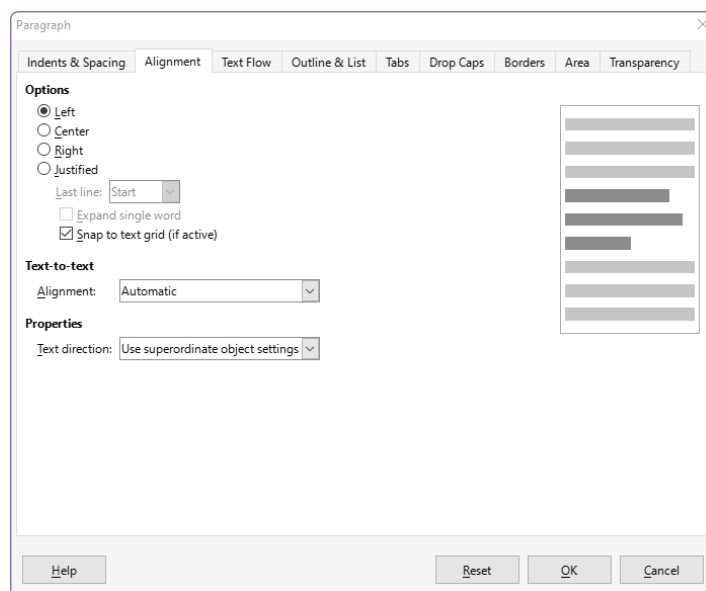 Paragraph
Indents & Spacing Alignment Text Flow Outline & List Tabs Drop Caps Borders Area Transparency
Options
Left
Center
Right
Justified
Last line: Start
Expand single word
Snap to text grid (if active)
Text-to-text
Alignment: Automatic
Properties
Text direction: Use superordinate object settings
Help Reset OK Cancel